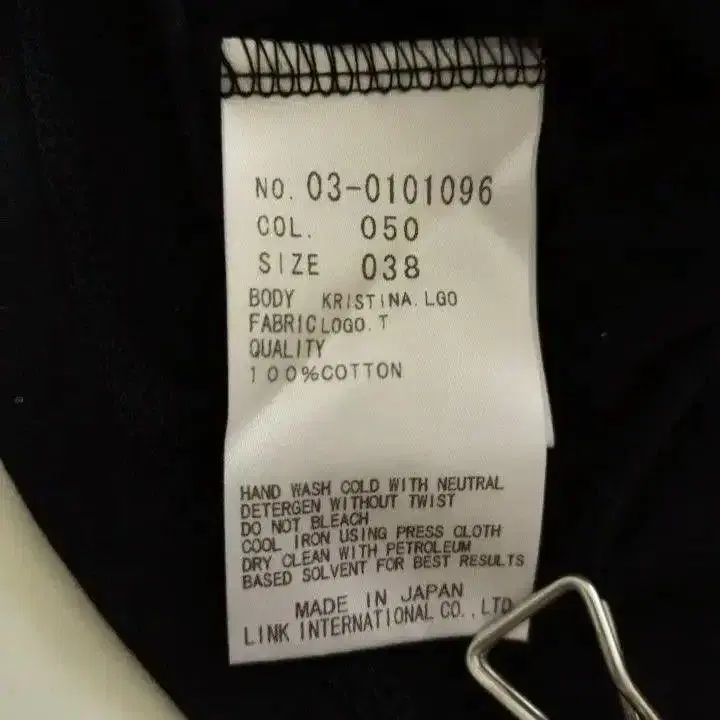 NO. 03-0101096
COL. 050
SIZE 038
BODY KRISTINA.LGO
FABRIC LOGO.T
QUALITY
100%COTTON
HAND WASH COLD WITH NEUTRAL
DETERGEN WITHOUT TWIST
DO NOT BLEACH
COOL IRON USING PRESS CLOTH
DRY CLEAN WITH PETROLEUM
BASED SOLVENT FOR BEST RESULTS
MADE IN JAPAN
LINK INTERNATIONAL CO.,LTD